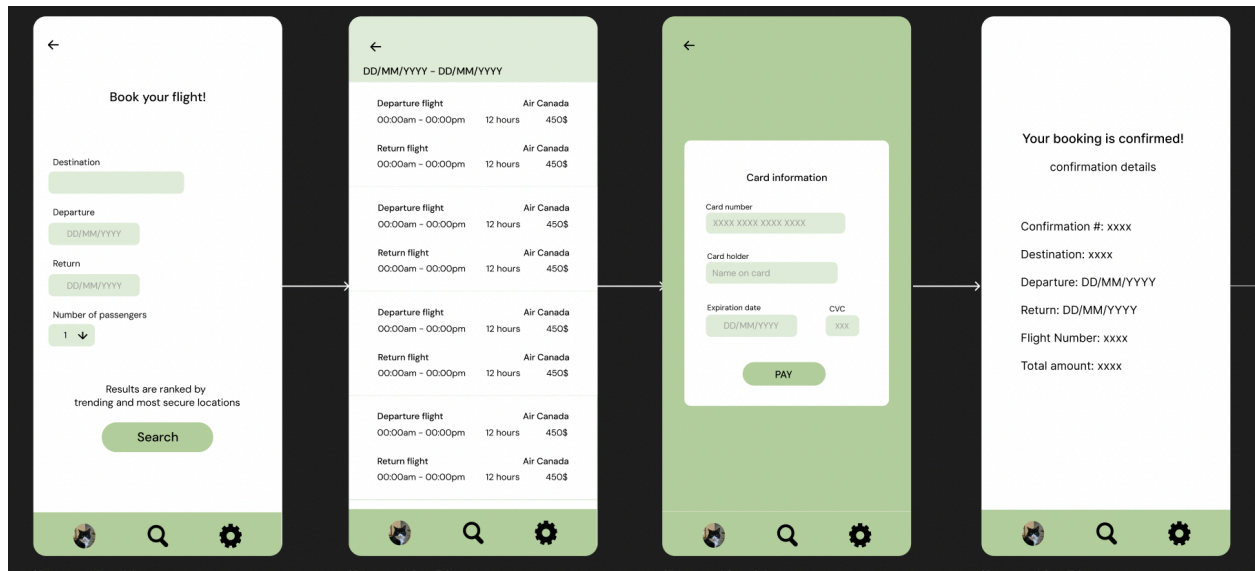 Book your flight!
Destination
Departure
DD/MM/YYYY
Return
DD/MM/YYYY
Number of passengers
1
Results are ranked by
trending and most secure locations
Search
DD/MM/YYYY - DD/MM/YYYY
Departure flight Air Canada
00:00am - 00:00pm 12 hours 450$
Return flight Air Canada
00:00am - 00:00pm 12 hours 450$
Departure flight Air Canada
00:00am - 00:00pm 12 hours 450$
Return flight Air Canada
00:00am - 00:00pm 12 hours 450$
Departure flight Air Canada
00:00am - 00:00pm 12 hours 450$
Return flight Air Canada
00:00am - 00:00pm 12 hours 450$
Departure flight Air Canada
00:00am - 00:00pm 12 hours 450$
Return flight Air Canada
00:00am - 00:00pm 12 hours 450$
Card information
Card number
XXXX XXXX XXXX XXXX
Card holder
Name on card
Expiration date CVC
DD/MM/YYYY xxx
PAY
Your booking is confirmed!
confirmation details
Confirmation #: xxxx
Destination: xxxx
Departure: DD/MM/YYYY
Return: DD/MM/YYYY
Flight Number: xxxx
Total amount: xxxx